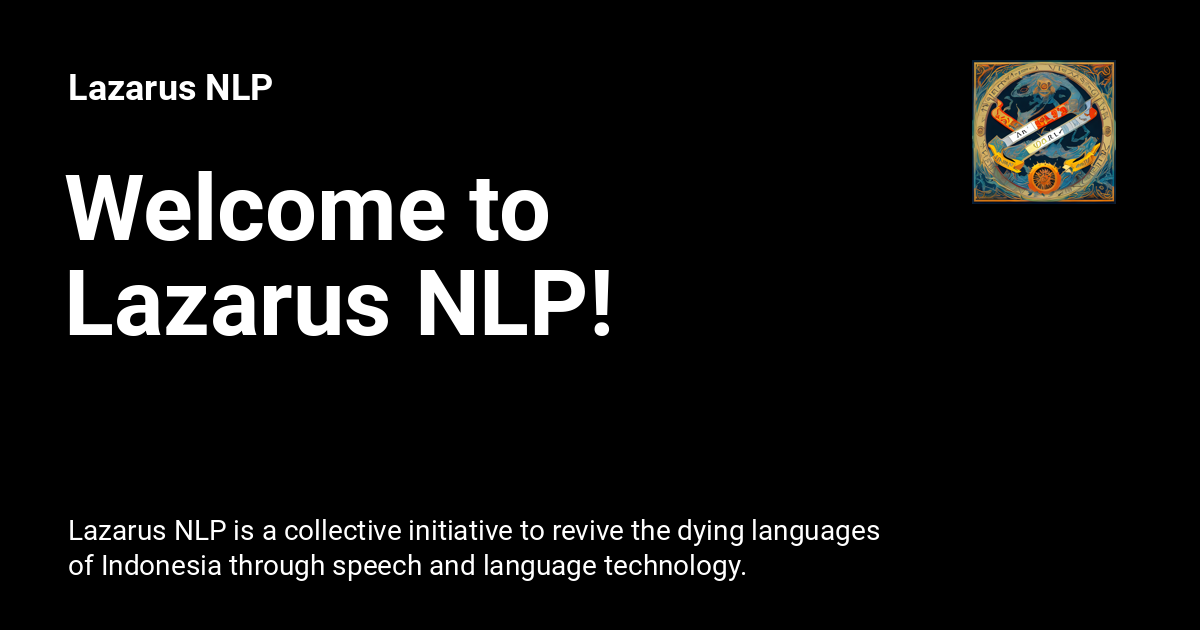 Lazarus NLP
Welcome to
Lazarus NLP!
Lazarus NLP is a collective initiative to revive the dying languages
of Indonesia through speech and language technology.